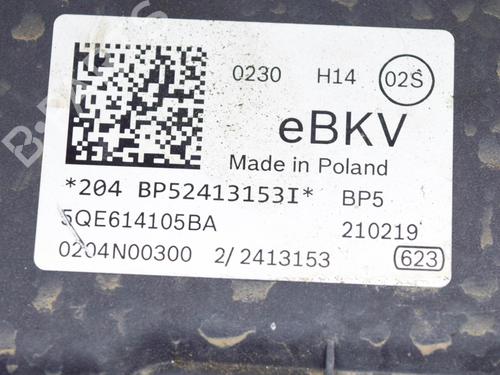 0230 H14 02S
eBKV
Made in Poland
*204 BP52413153I* BP5
5QE614105BA 210219
0204N00300 2/ 2413153 623